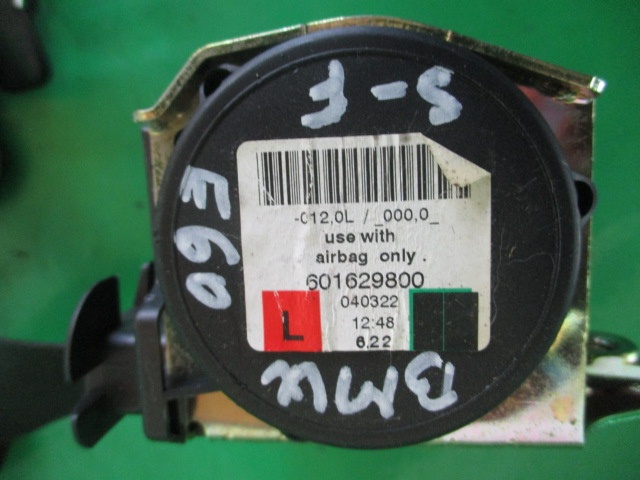 S-F
E60
-012,0L / _000,0_
use with
airbag only .
601629800
040322
L
12:48
6.22
BMW